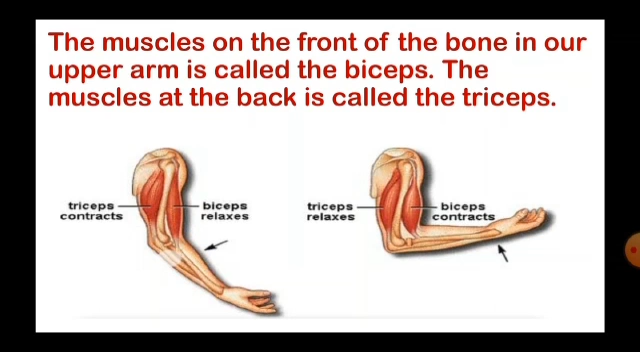 The muscles on the front of the bone in our
upper arm is called the biceps. The
muscles at the back is called the triceps.
triceps
contracts
biceps
relaxes
triceps
relaxes
biceps
contracts